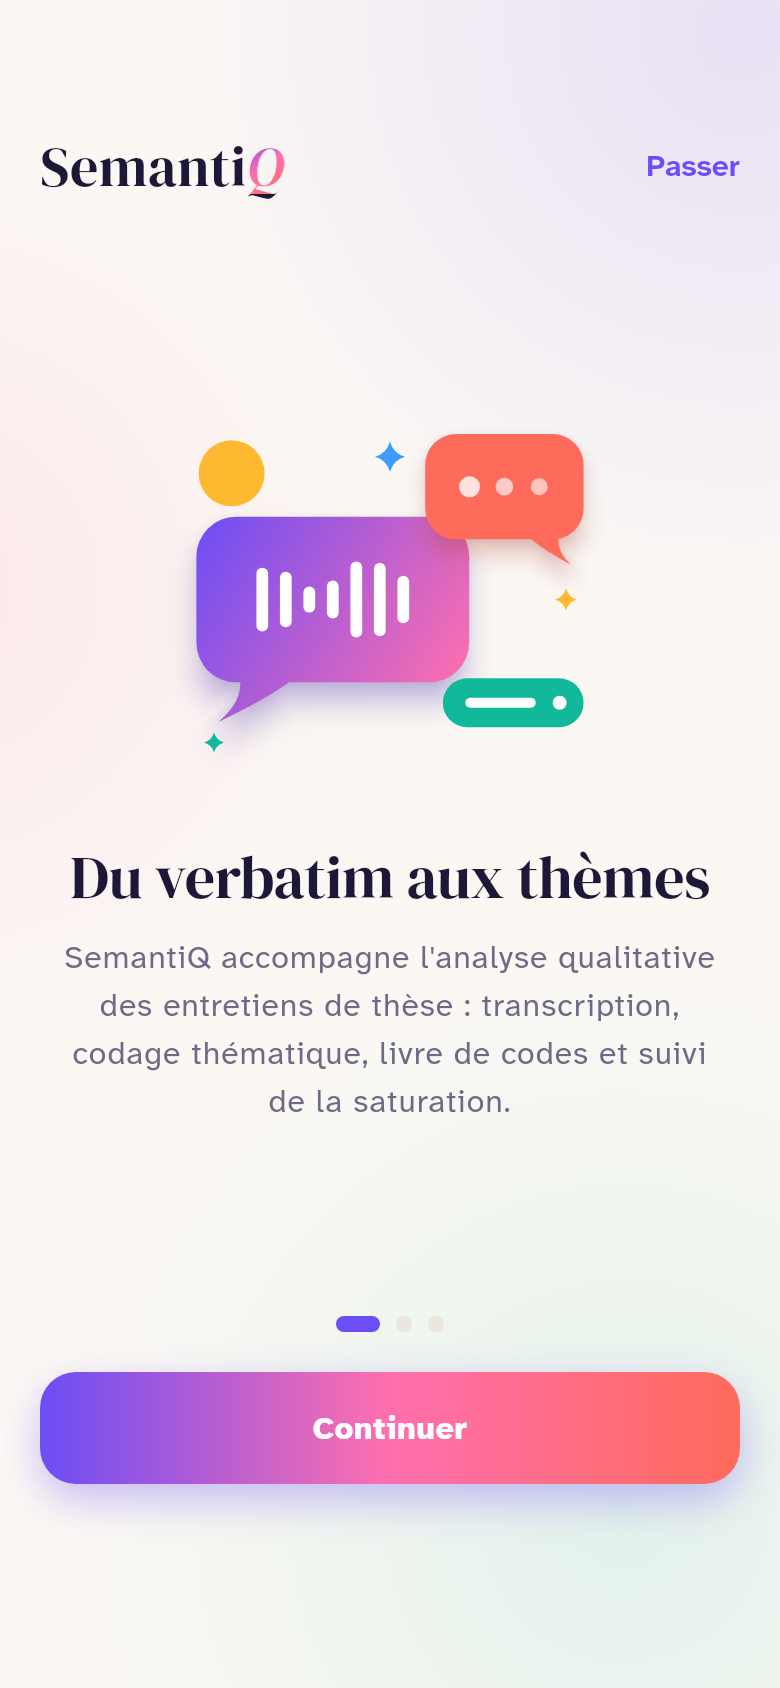 SemantiQ
Passer
Du verbatim aux thèmes
SemantiQ accompagne l'analyse qualitative
des entretiens de thèse : transcription,
codage thématique, livre de codes et suivi
de la saturation.
Continuer